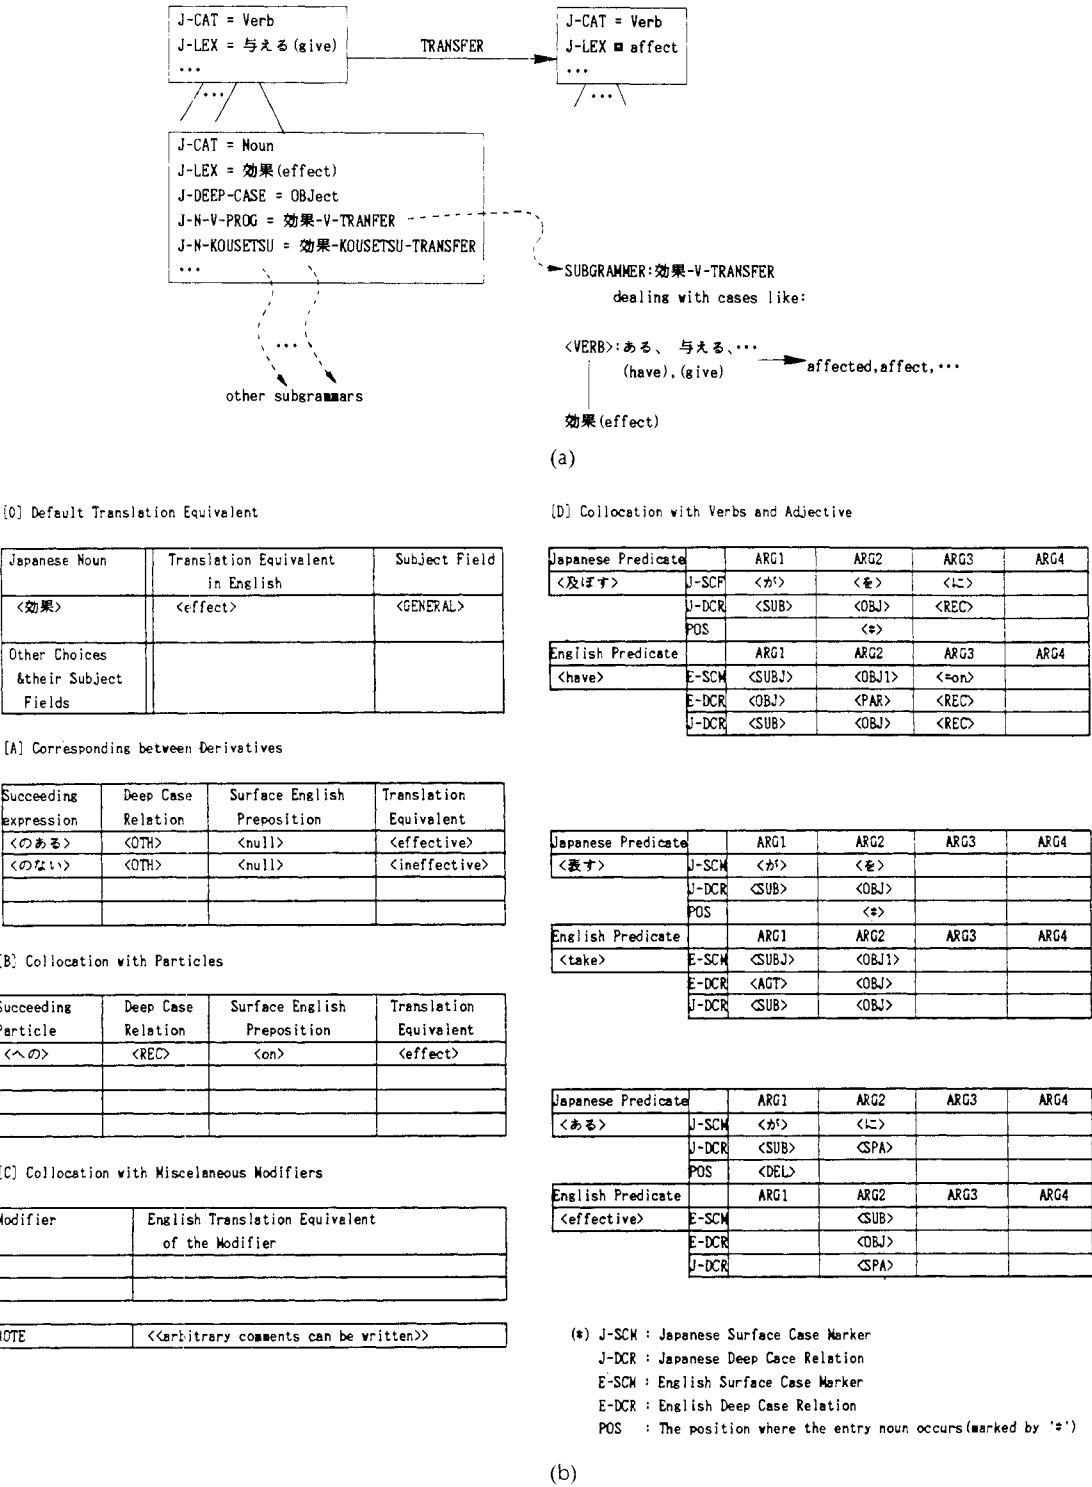 J-CAT = Verb
J-LEX = 与える(give)
...
TRANSFER
J-CAT = Verb
J-LEX = affect
...
...
...
J-CAT = Noun
J-LEX = 効果(effect)
J-DEEP-CASE = OBJect
J-N-V-PROG = 効果-V-TRANFER
J-N-KOUSETSU = 効果-KOUSETSU-TRANSFER
...
...
other subgrammars
SUBGRAMMER:効果-V-TRANSFER
dealing with cases like:
<VERB>:ある、 与える、...
(have),(give)
affected,affect,...
効果(effect)
(a)
[0] Default Translation Equivalent
Japanese Noun Translation Equivalent Subject Field
in English
<効果> <effect> <GENERAL>
Other Choices
&their Subject
Fields
[A] Corresponding between Derivatives
Succeeding Deep Case Surface English Translation
expression Relation Preposition Equivalent
<のある> <OTH> <null> <effective>
<のない> <OTH> <null> <ineffective>
[B] Collocation with Particles
Succeeding Deep Case Surface English Translation
Particle Relation Preposition Equivalent
<への> <REC> <on> <effect>
[C] Collocation with Miscelaneous Modifiers
Modifier English Translation Equivalent
of the Modifier
NOTE <<arbitrary comments can be written>>
[D] Collocation with Verbs and Adjective
Japanese Predicate ARG1 ARG2 ARG3 ARG4
<及ぼす> J-SCF <が> <を> <に>
J-DCR <SUB> <OBJ> <REC>
POS <*>
English Predicate ARG1 ARG2 ARG3 ARG4
<have> E-SCM <SUBJ> <OBJ1> <=on>
E-DCR <OBJ> <PAR> <REC>
J-DCR <SUB> <OBJ> <REC>
Japanese Predicate ARG1 ARG2 ARG3 ARG4
<表す> J-SCM <が> <を>
J-DCR <SUB> <OBJ>
POS <*>
English Predicate ARG1 ARG2 ARG3 ARG4
<take> E-SCM <SUBJ> <OBJ1>
E-DCR <AGT> <OBJ>
J-DCR <SUB> <OBJ>
Japanese Predicate ARG1 ARG2 ARG3 ARG4
<ある> J-SCM <が> <に>
J-DCR <SUB> <SPA>
POS <DEL>
English Predicate ARG1 ARG2 ARG3 ARG4
<effective> E-SCM <SUB>
E-DCR <OBJ>
J-DCR <SPA>
(*) J-SCM : Japanese Surface Case Marker
J-DCR : Japanese Deep Cace Relation
E-SCM : English Surface Case Marker
E-DCR : English Deep Case Relation
POS : The position where the entry noun occurs(marked by '*')
(b)